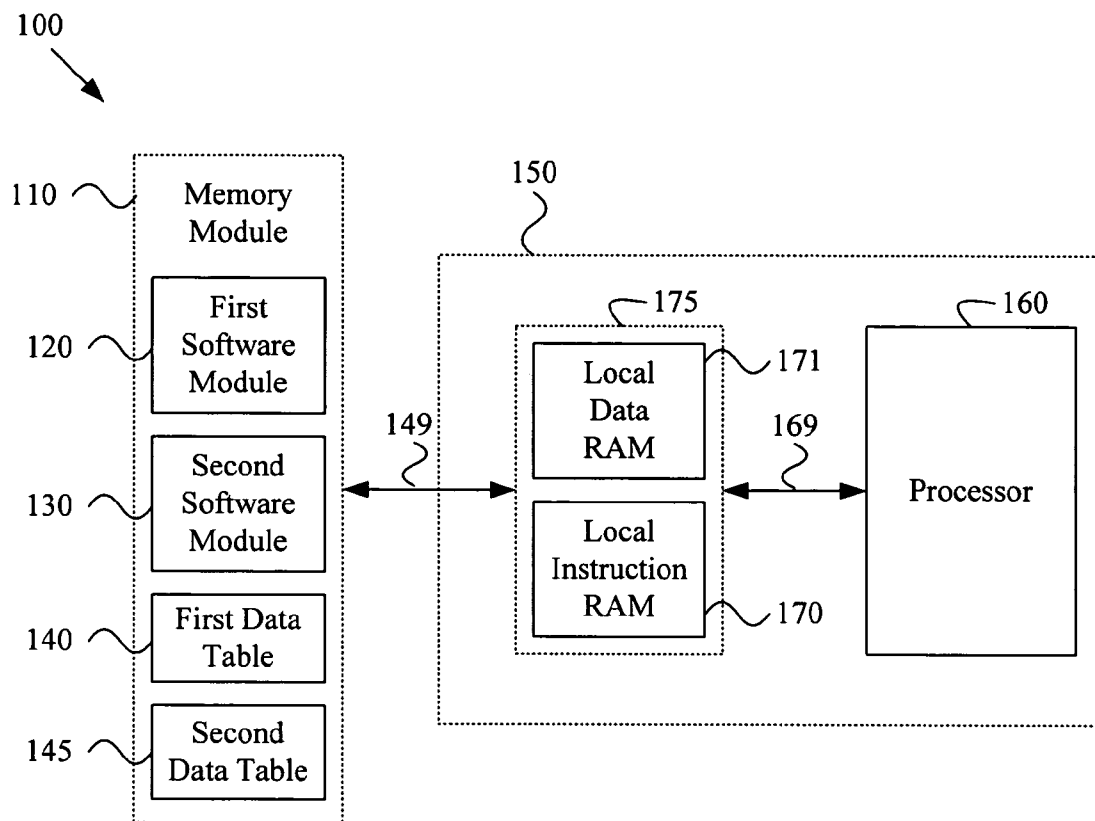 100
110
Memory
Module
120
First
Software
Module
130
Second
Software
Module
140
First Data
Table
145
Second
Data Table
149
150
175
171
Local
Data
RAM
Local
Instruction
RAM
170
169
160
Processor